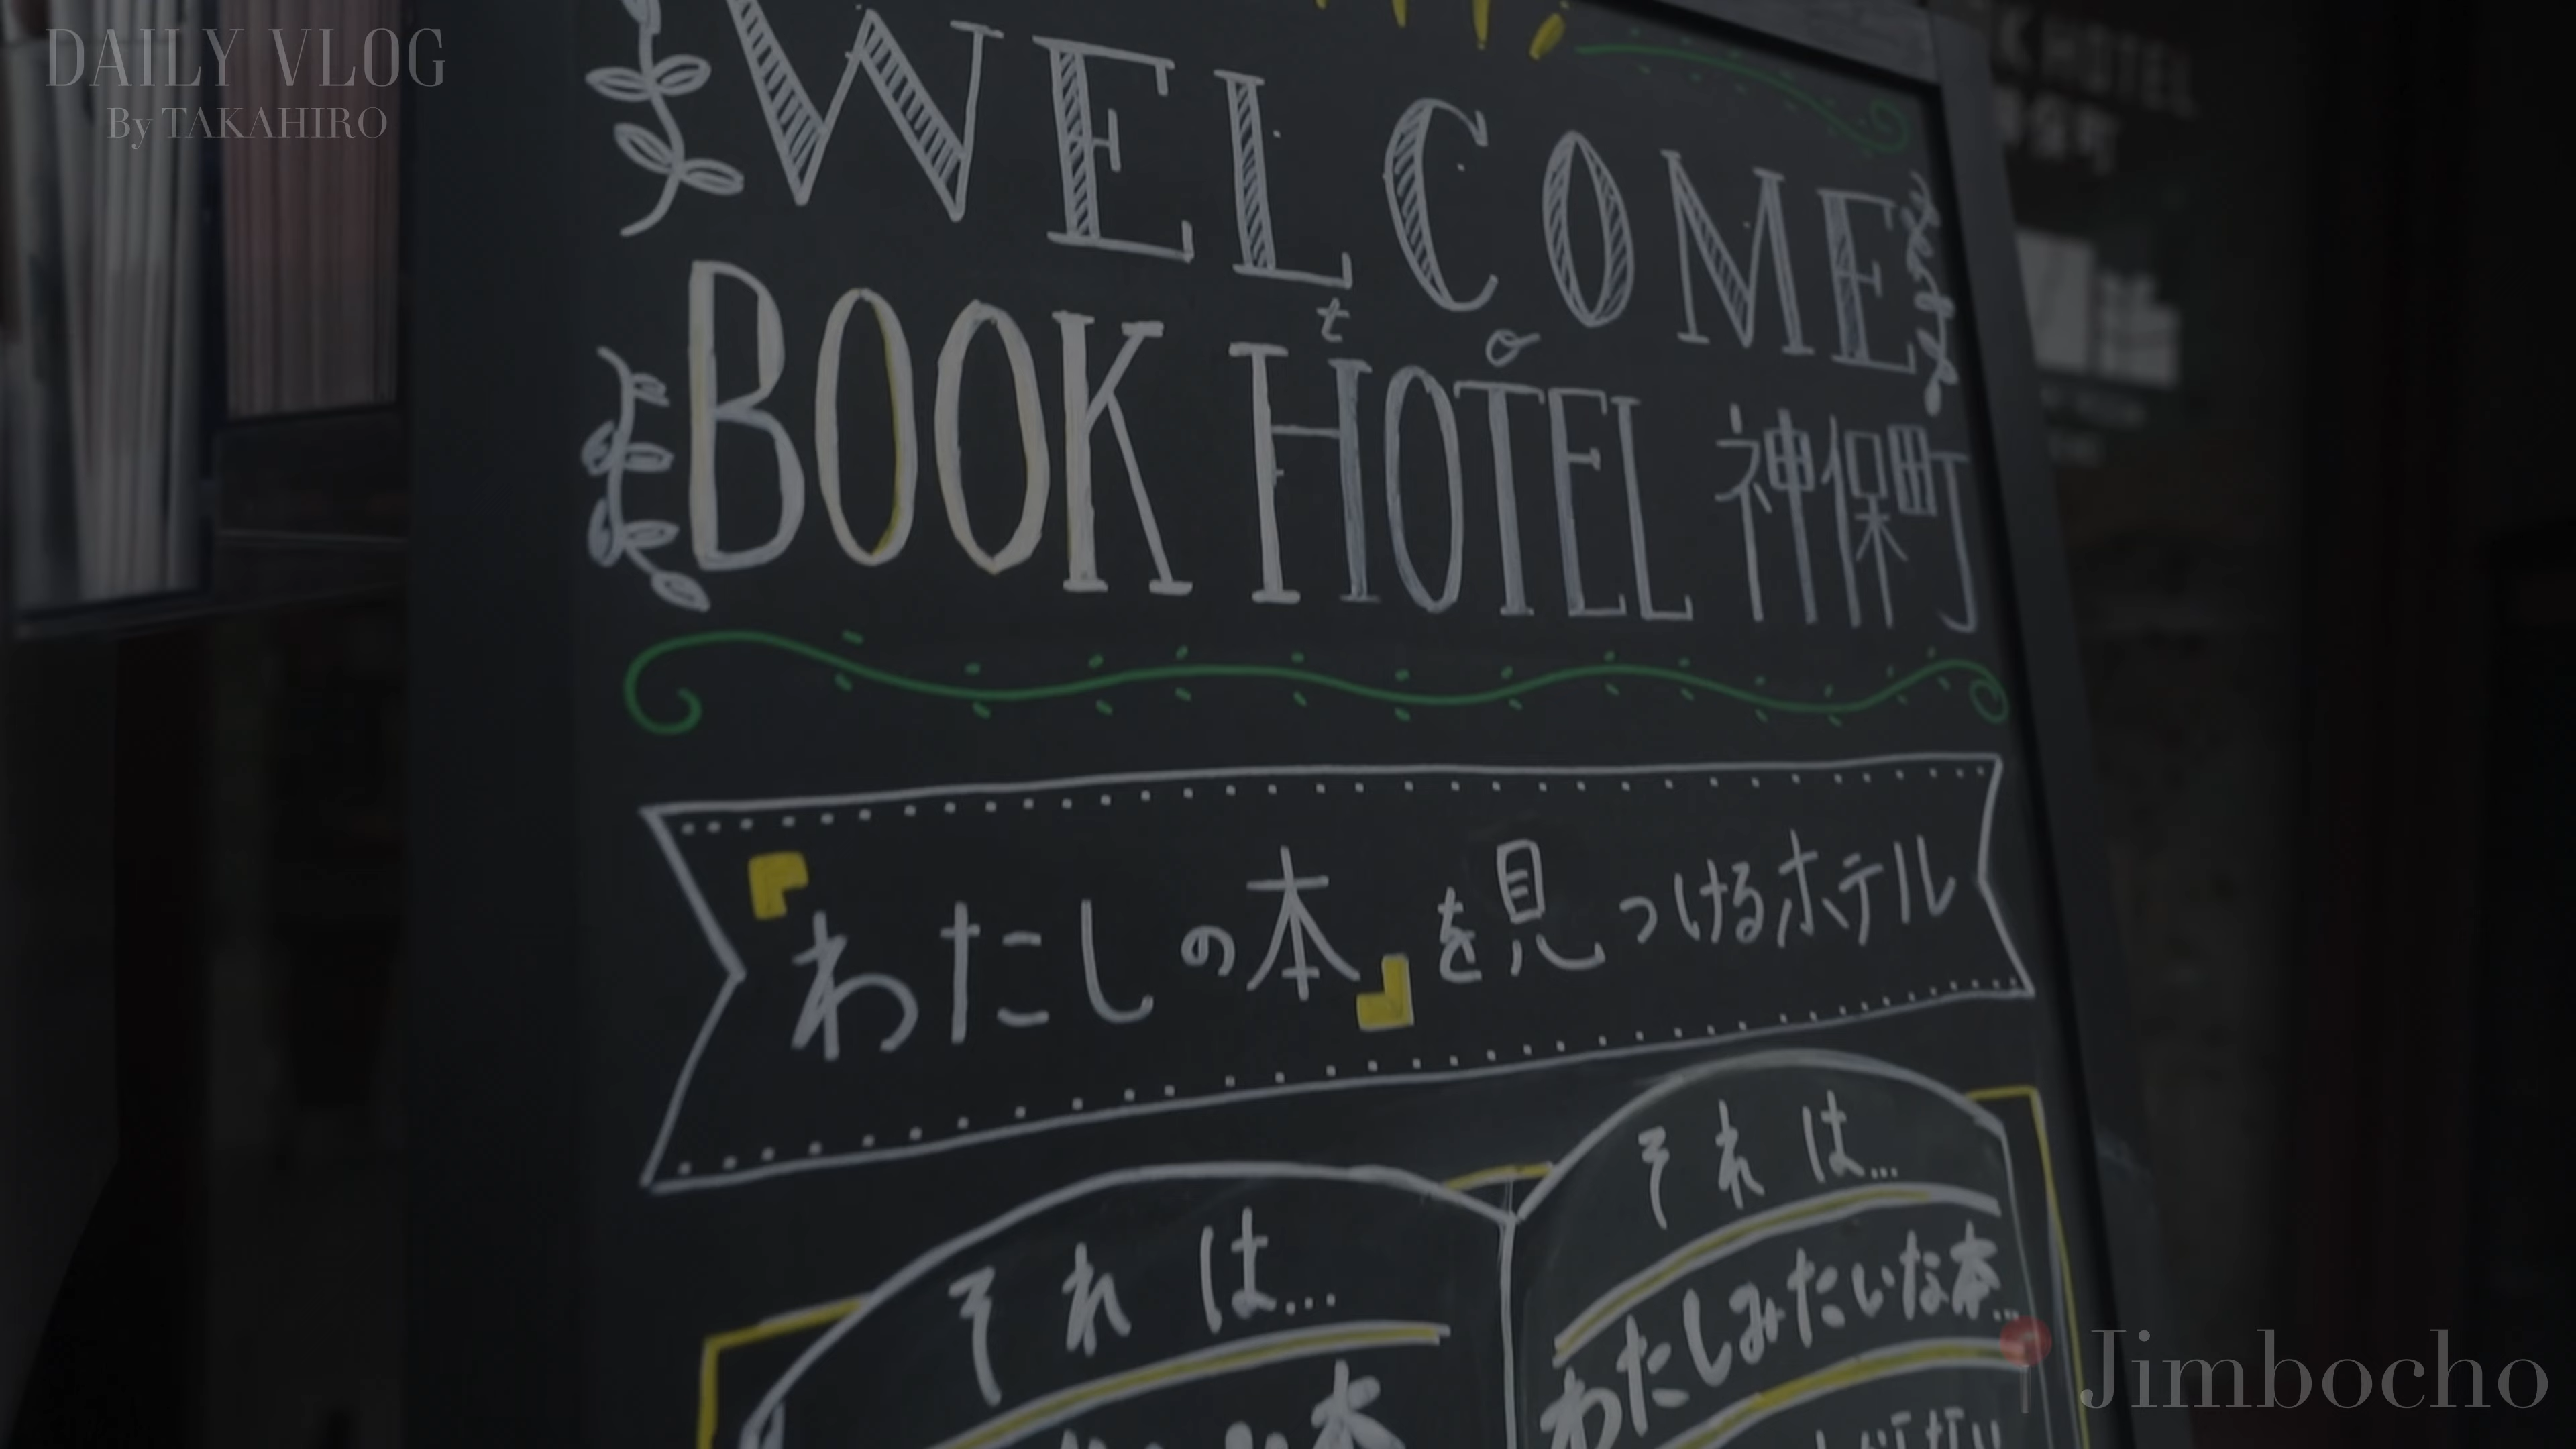 DAILY VLOG
By TAKAHIRO
WELCOME
to
BOOK HOTEL 神保町
「わたしの本」を見つけるホテル
それは...
それは...
わたしみたいな本...
Jimbocho